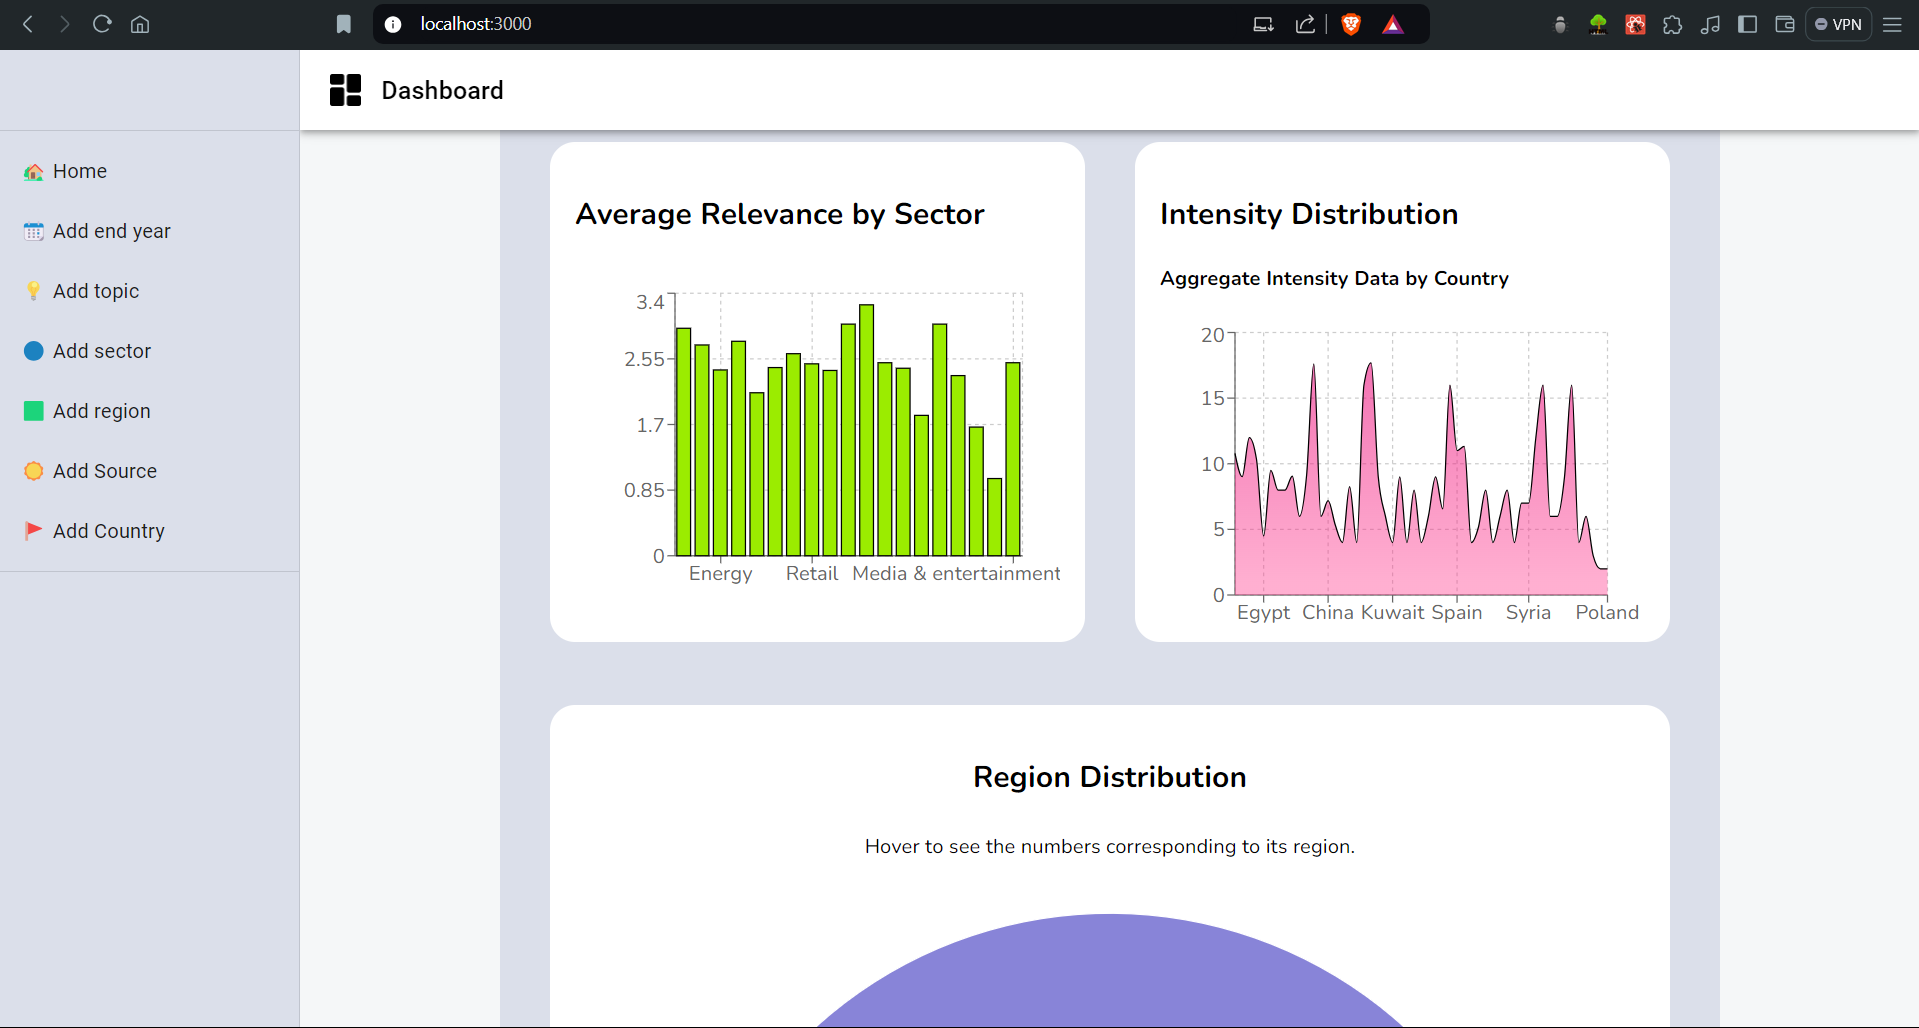 localhost:3000
VPN
Dashboard
Home
Add end year
Add topic
Add sector
Add region
Add Source
Add Country
Average Relevance by Sector
3.4
2.55
1.7
0.85
0
Energy Retail Media & entertainment
Intensity Distribution
Aggregate Intensity Data by Country
20
15
10
5
0
Egypt China Kuwait Spain Syria Poland
Region Distribution
Hover to see the numbers corresponding to its region.